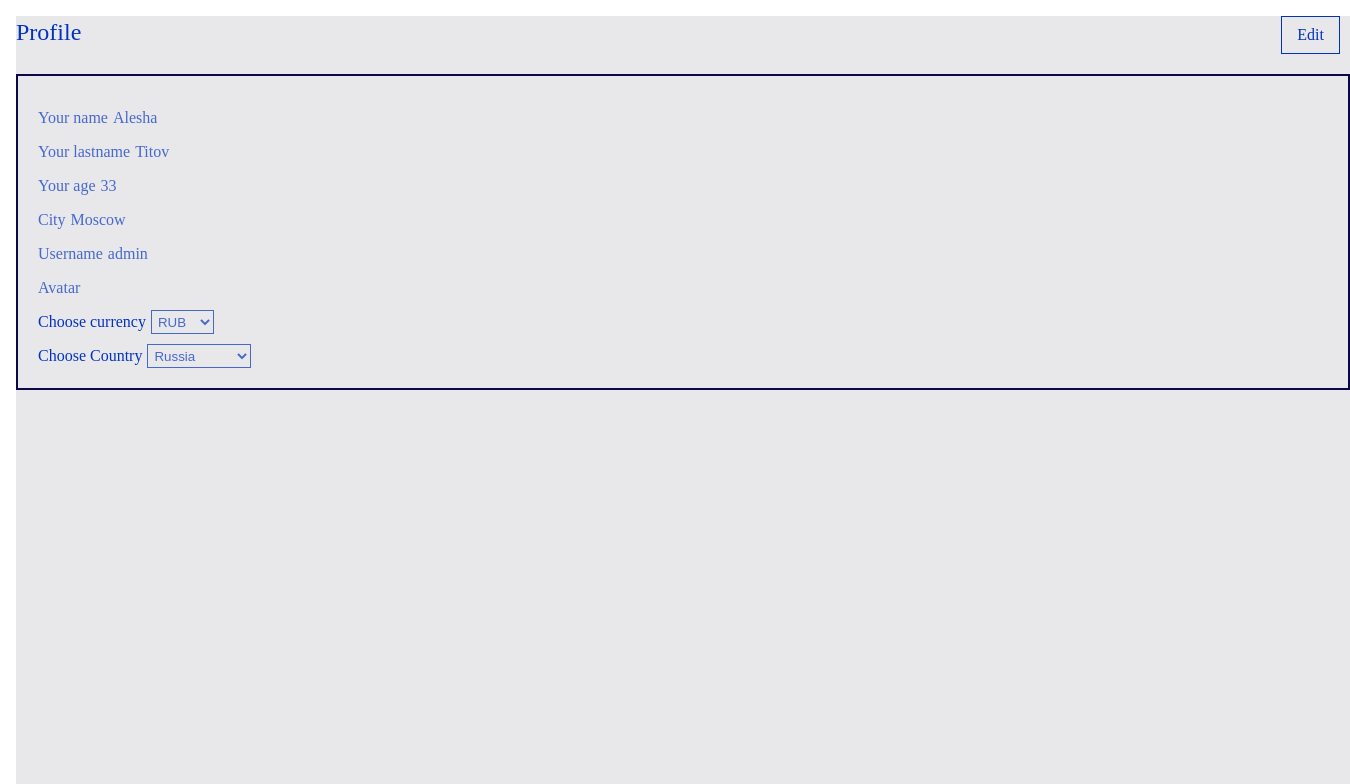 Profile
Edit
Your name Alesha
Your lastname Titov
Your age 33
City Moscow
Username admin
Avatar
Choose currency RUB
Choose Country Russia